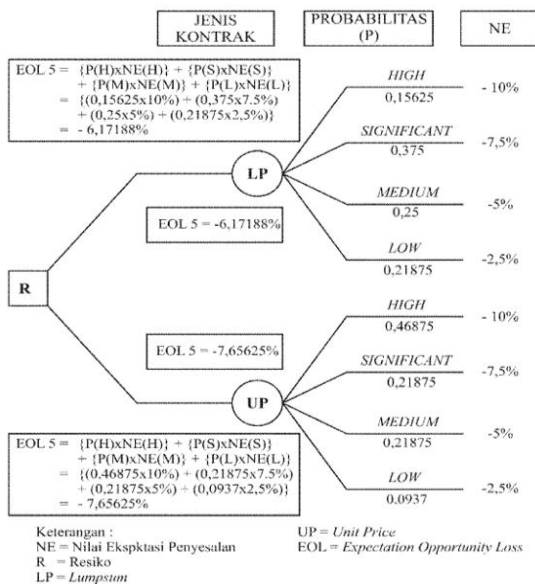 JENIS
KONTRAK
PROBABILITAS
(P)
NE
EOL 5 = {P(H)xNE(H)} + {P(S)xNE(S)}
+ {P(M)xNE(M)} + {P(L)xNE(L)}
= {(0,15625x10%) + (0,375x7.5%)
+ (0,25x5%) + (0,21875x2,5%)}
= - 6,17188%
HIGH
0,15625
- 10%
SIGNIFICANT
0,375
-7,5%
LP
MEDIUM
0,25
-5%
EOL 5 = -6,17188%
LOW
0,21875
-2,5%
R
HIGH
0,46875
- 10%
EOL 5 = -7,65625%
SIGNIFICANT
0,21875
-7,5%
UP
MEDIUM
0,21875
-5%
EOL 5 = {P(H)xNE(H)} + {P(S)xNE(S)}
+ {P(M)xNE(M)} + {P(L)xNE(L)}
= {(0,46875x10%) + (0,21875x7.5%)
+ (0,21875x5%) + (0,0937x2,5%)}
= - 7,65625%
LOW
0,0937
-2,5%
Keterangan :
NE = Nilai Ekspktasi Penyesalan
R = Resiko
LP = Lumpsum
UP = Unit Price
EOL = Expectation Opportunity Loss